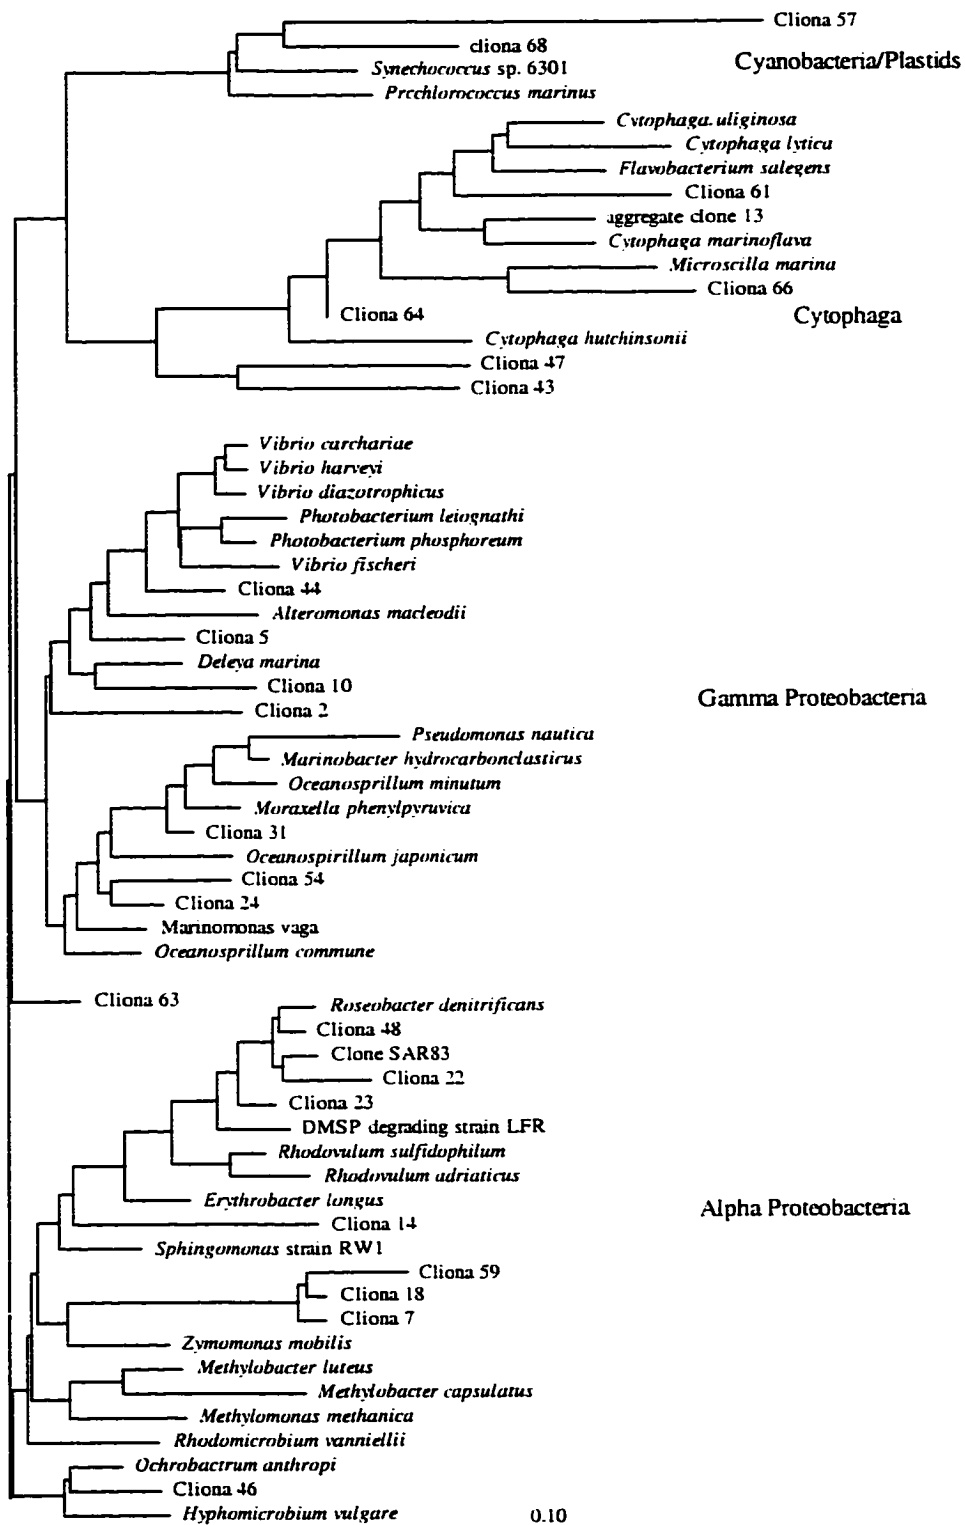 Cliona 57
cliona 68
Cyanobacteria/Plastids
Synechococcus sp. 6301
Prochlorococcus marinus
Cytophaga uliginosa
Cytophaga lytica
Flavobacterium salegens
Cliona 61
aggregate clone 13
Cytophaga marinoflava
Microscilla marina
Cliona 66
Cliona 64
Cytophaga
Cytophaga hutchinsonii
Cliona 47
Cliona 43
Vibrio carchariae
Vibrio harveyi
Vibrio diazotrophicus
Photobacterium leiognathi
Photobacterium phosphoreum
Vibrio fischeri
Cliona 44
Alteromonas macleodii
Cliona 5
Deleya marina
Cliona 10
Gamma Proteobacteria
Cliona 2
Pseudomonas nautica
Marinobacter hydrocarbonclasticus
Oceanosprillum minutum
Moraxella phenylpyruvica
Cliona 31
Oceanospirillum japonicum
Cliona 54
Cliona 24
Marinomonas vaga
Oceanosprillum commune
Cliona 63
Roseobacter denitrificans
Cliona 48
Clone SAR83
Cliona 22
Cliona 23
DMSP degrading strain LFR
Rhodovulum sulfidophilum
Rhodovulum adriaticus
Erythrobacter longus
Alpha Proteobacteria
Cliona 14
Sphingomonas strain RW1
Cliona 59
Cliona 18
Cliona 7
Zymomonas mobilis
Methylobacter luteus
Methylobacter capsulatus
Methylomonas methanica
Rhodomicrobium vanniellii
Ochrobactrum anthropi
Cliona 46
Hyphomicrobium vulgare
0.10